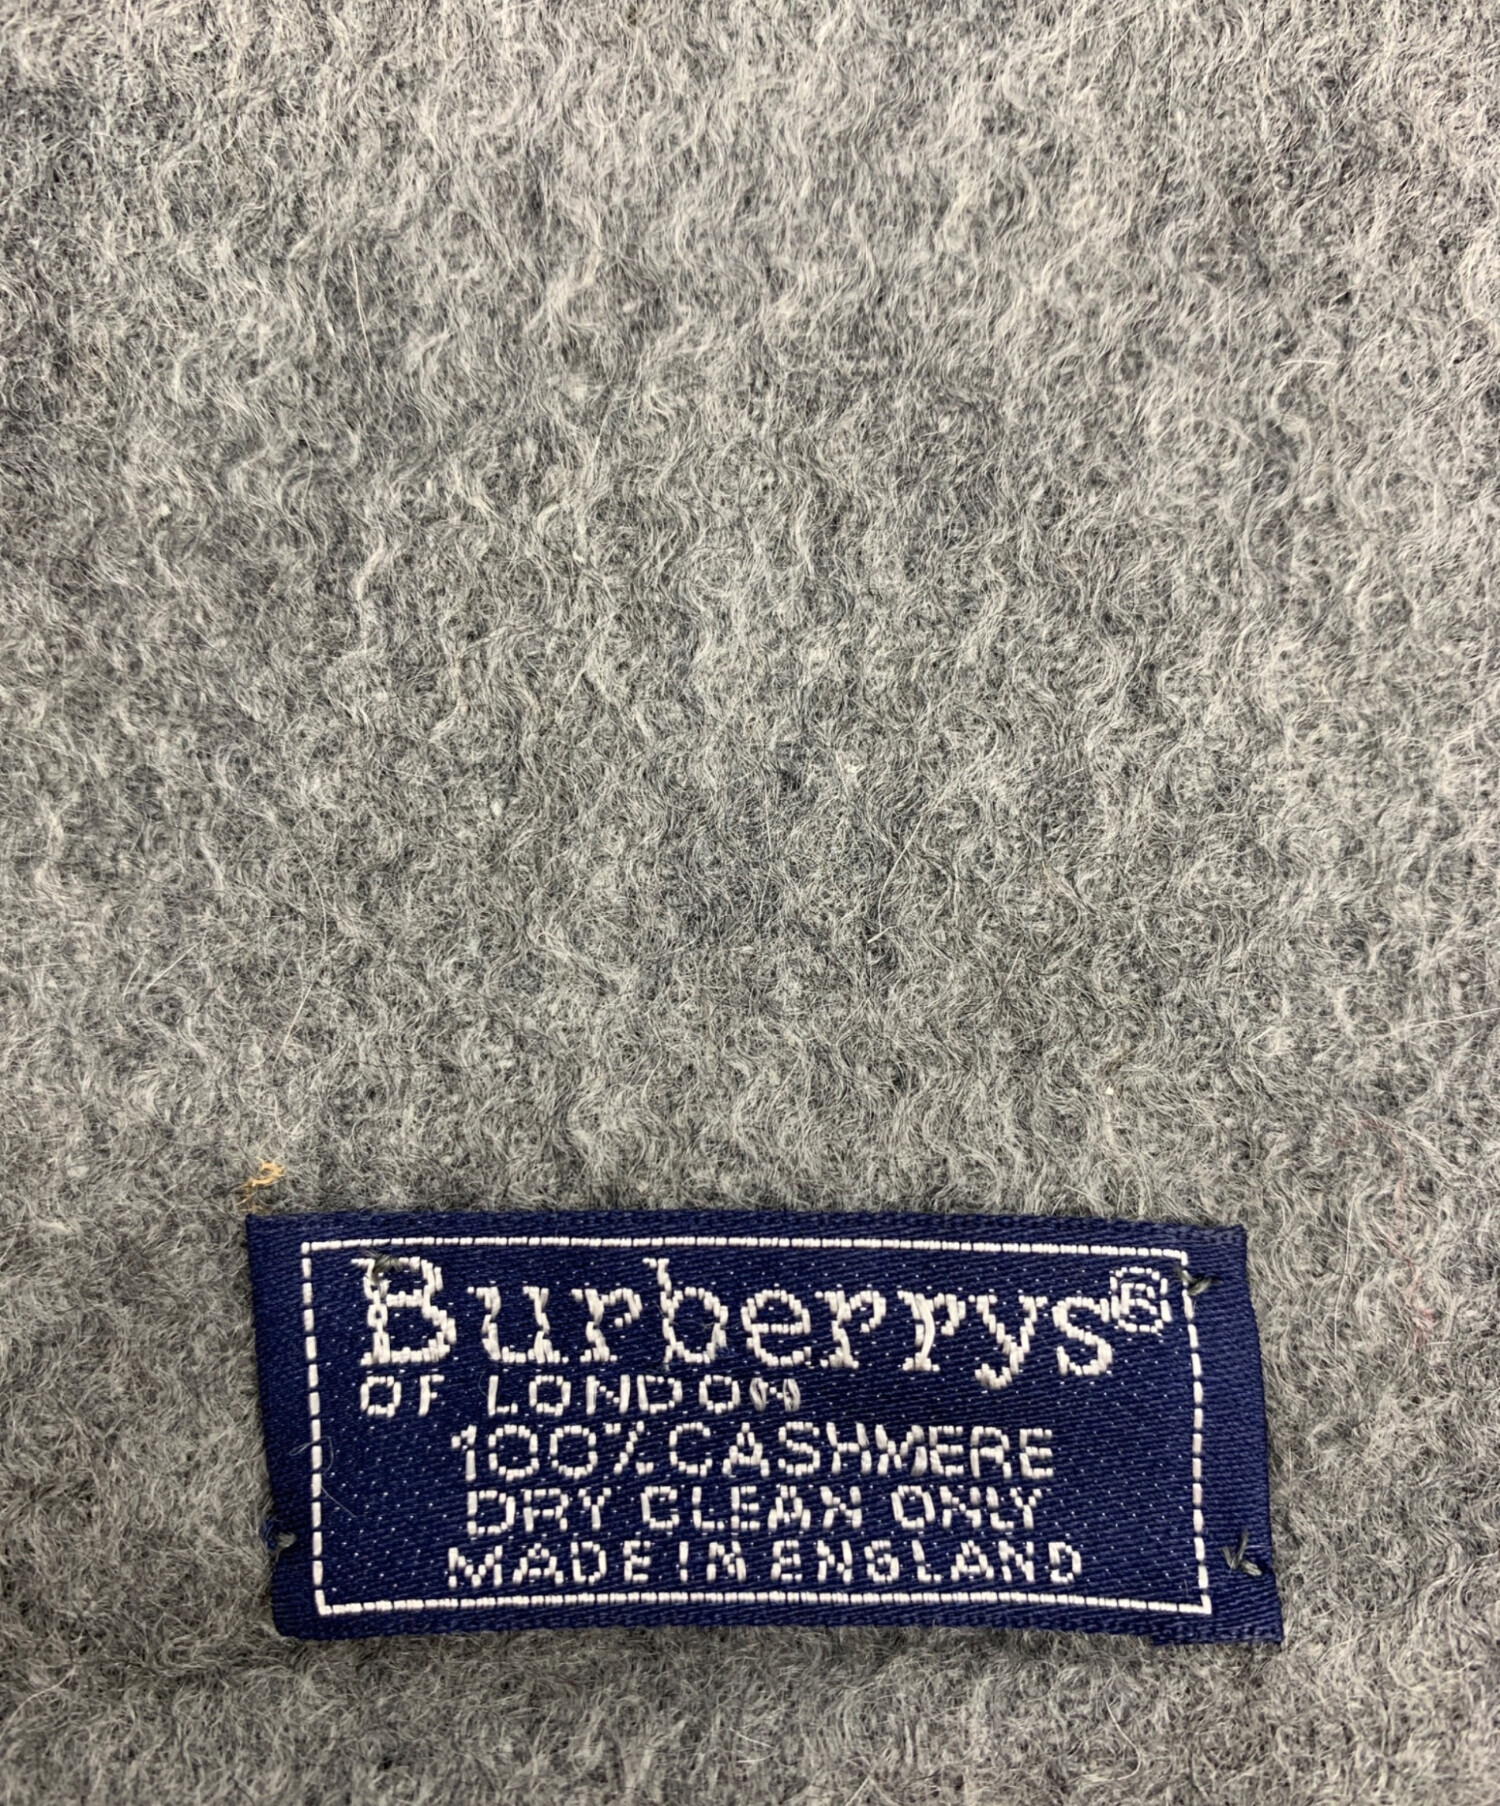 Burberrys®
OF LONDON
100% CASHMERE
DRY CLEAN ONLY
MADE IN ENGLAND